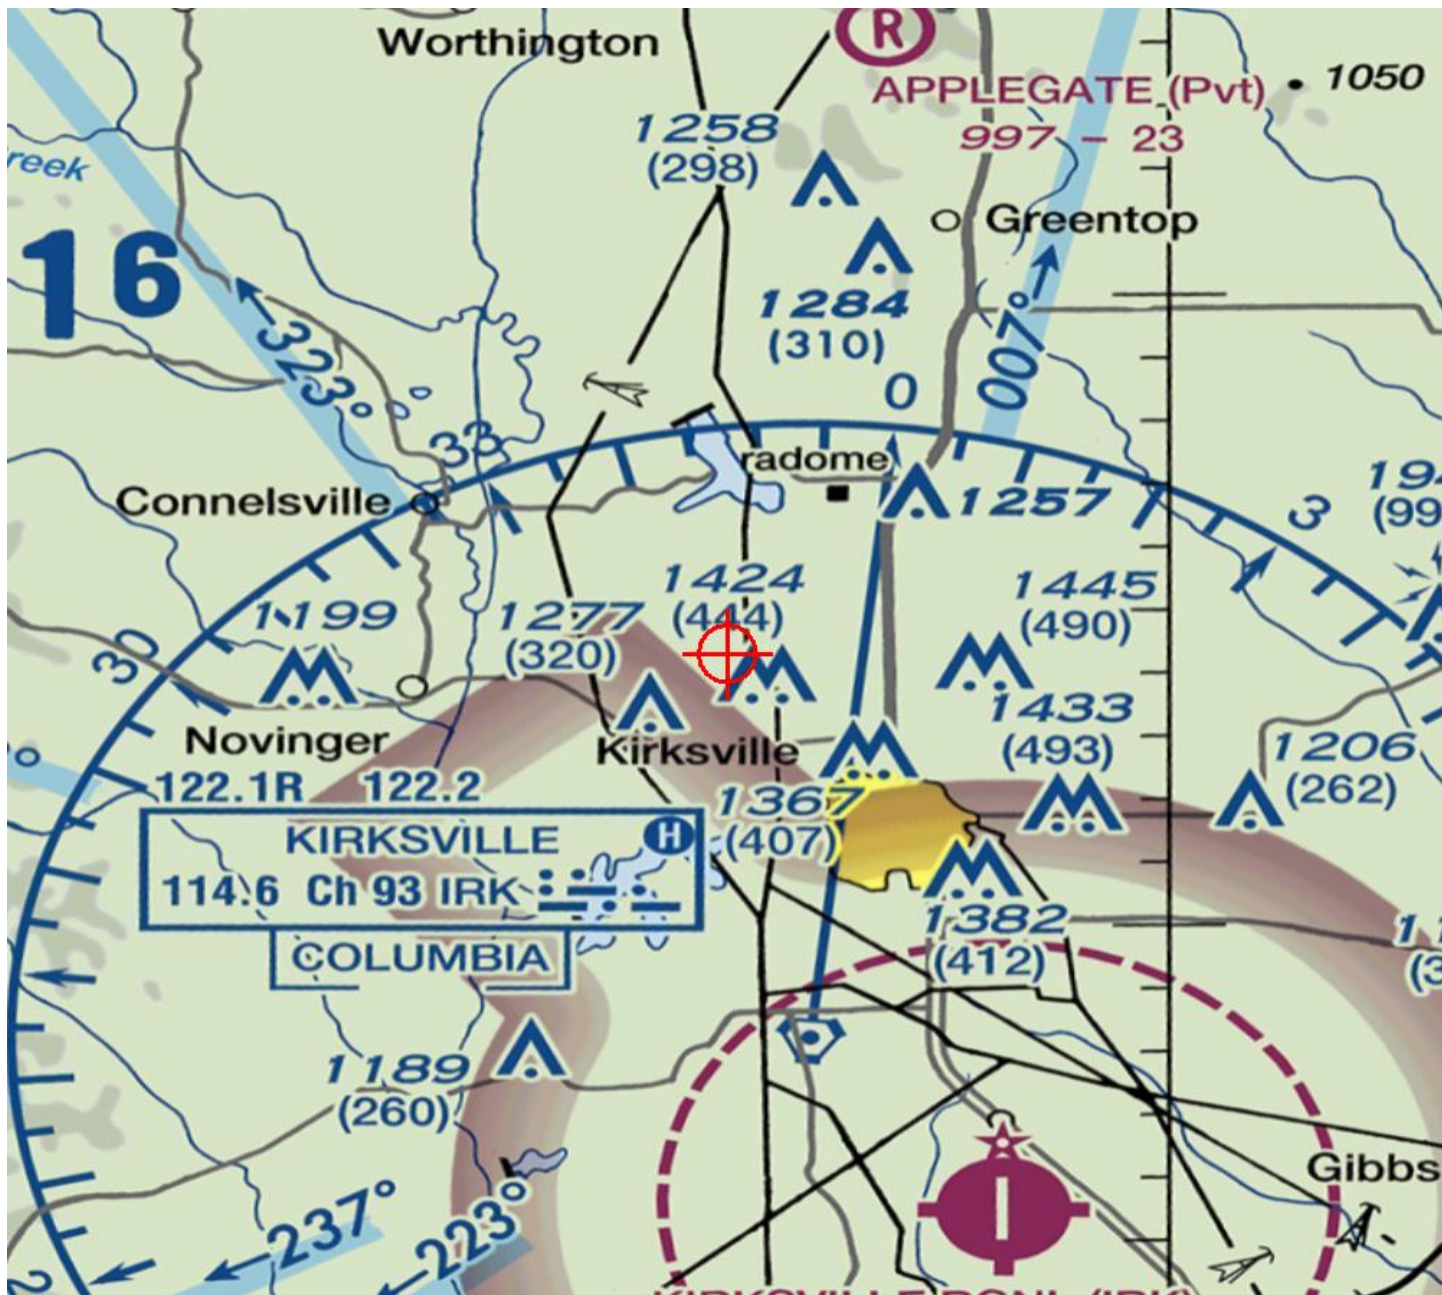 Worthington
R
APPLEGATE (Pvt)
997 - 23
1050
1258
(298)
reek
Greentop
16
1284
(310)
323°
007°
0
33
radome
Connelsville
1257
3
(99
1424
(444)
1445
(490)
1199
1277
(320)
30
1433
(493)
Novinger
Kirksville
1206
(262)
122.1R 122.2
1367
(407)
KIRKSVILLE H
114.6 Ch 93 IRK
COLUMBIA
1382
(412)
1189
(260)
Gibbs
237°
223°